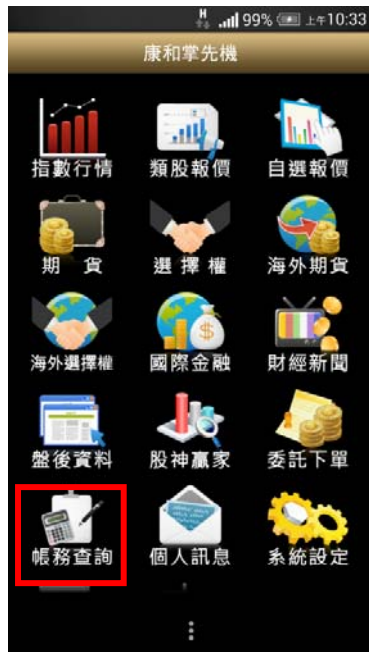 H 99% 上午10:33
康和掌先機
指數行情 類股報價 自選報價
期 貨 選 擇 權 海外期貨
海外選擇權 國際金融 財經新聞
盤後資料 股神贏家 委託下單
帳務查詢 個人訊息 系統設定